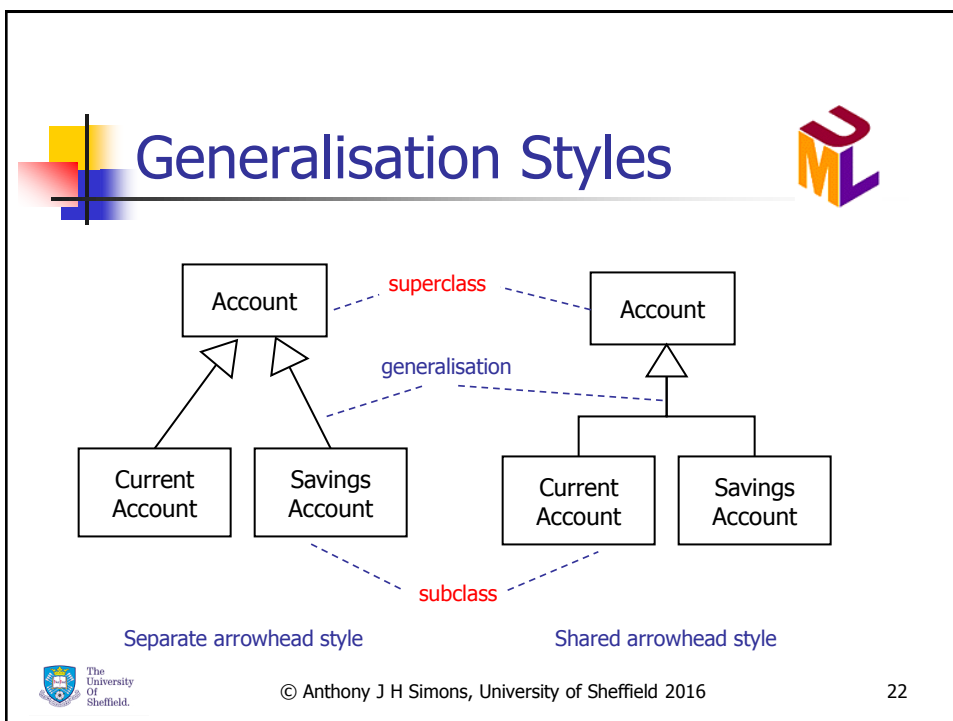 Generalisation Styles
UML
Account
superclass
Account
generalisation
Current
Account
Savings
Account
Current
Account
Savings
Account
subclass
Separate arrowhead style
Shared arrowhead style
The
University
Of
Sheffield.
© Anthony J H Simons, University of Sheffield 2016
22